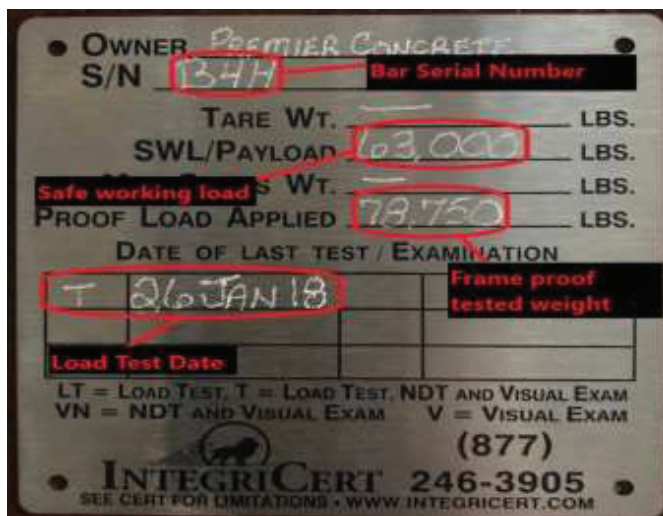 OWNER PREMIER CONCRETE
S/N 134H Bar Serial Number
TARE WT. — LBS.
SWL/PAYLOAD 63,000 LBS.
Safe working load WT. — LBS.
PROOF LOAD APPLIED 78,750 LBS.
DATE OF LAST TEST / EXAMINATION
T 26 JAN 18
Frame proof
tested weight
Load Test Date
LT = LOAD TEST, T = LOAD TEST, NDT AND VISUAL EXAM
VN = NDT AND VISUAL EXAM V = VISUAL EXAM
(877)
INTEGRICERT 246-3905
SEE CERT FOR LIMITATIONS • WWW.INTEGRICERT.COM